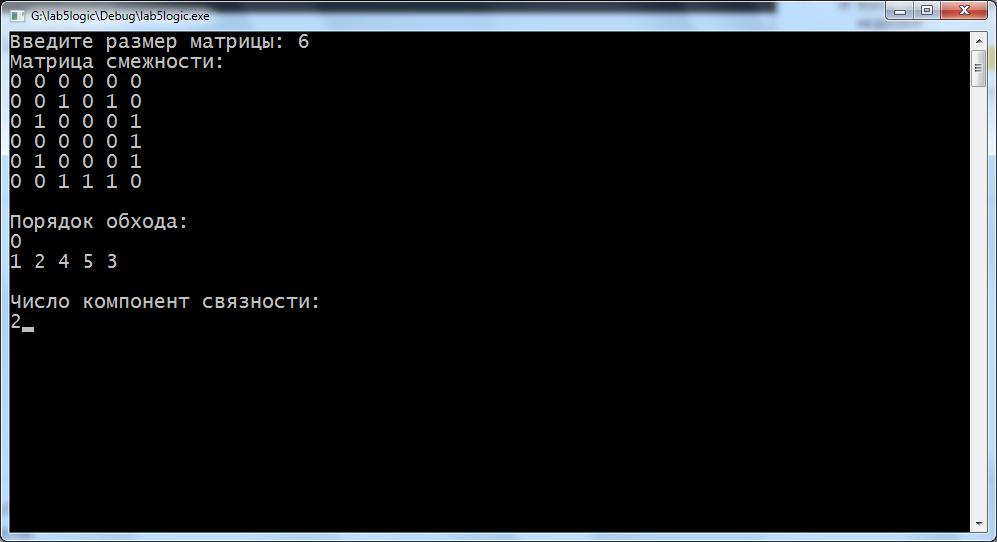 G:\lab5logic\Debug\lab5logic.exe
Введите размер матрицы: 6
Матрица смежности:
0 0 0 0 0 0
0 0 1 0 1 0
0 1 0 0 0 1
0 0 0 0 0 1
0 1 0 0 0 1
0 0 1 1 1 0
Порядок обхода:
0
1 2 4 5 3
Число компонент связности:
2